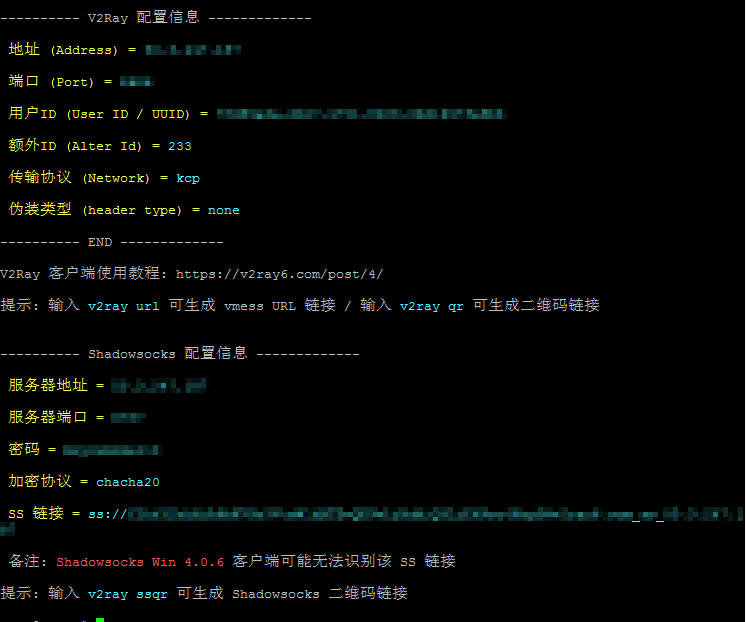 ---------- V2Ray 配置信息 -------------
地址 (Address) =
端口 (Port) =
用户ID (User ID / UUID) =
额外ID (Alter Id) = 233
传输协议 (Network) = kcp
伪装类型 (header type) = none
---------- END -------------
V2Ray 客户端使用教程: https://v2ray6.com/post/4/
提示: 输入 v2ray url 可生成 vmess URL 链接 / 输入 v2ray qr 可生成二维码链接
---------- Shadowsocks 配置信息 -------------
服务器地址 =
服务器端口 =
密码 =
加密协议 = chacha20
SS 链接 = ss://
备注: Shadowsocks Win 4.0.6 客户端可能无法识别该 SS 链接
提示: 输入 v2ray ssqr 可生成 Shadowsocks 二维码链接